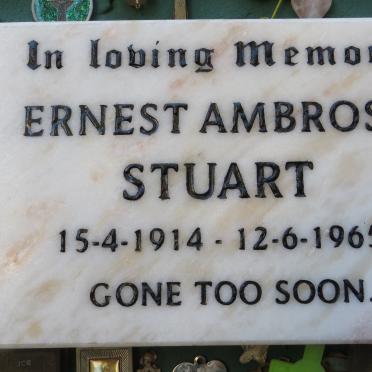 In loving Memo
ERNEST AMBROS
STUART
15-4-1914 - 12-6-1965
GONE TOO SOON.